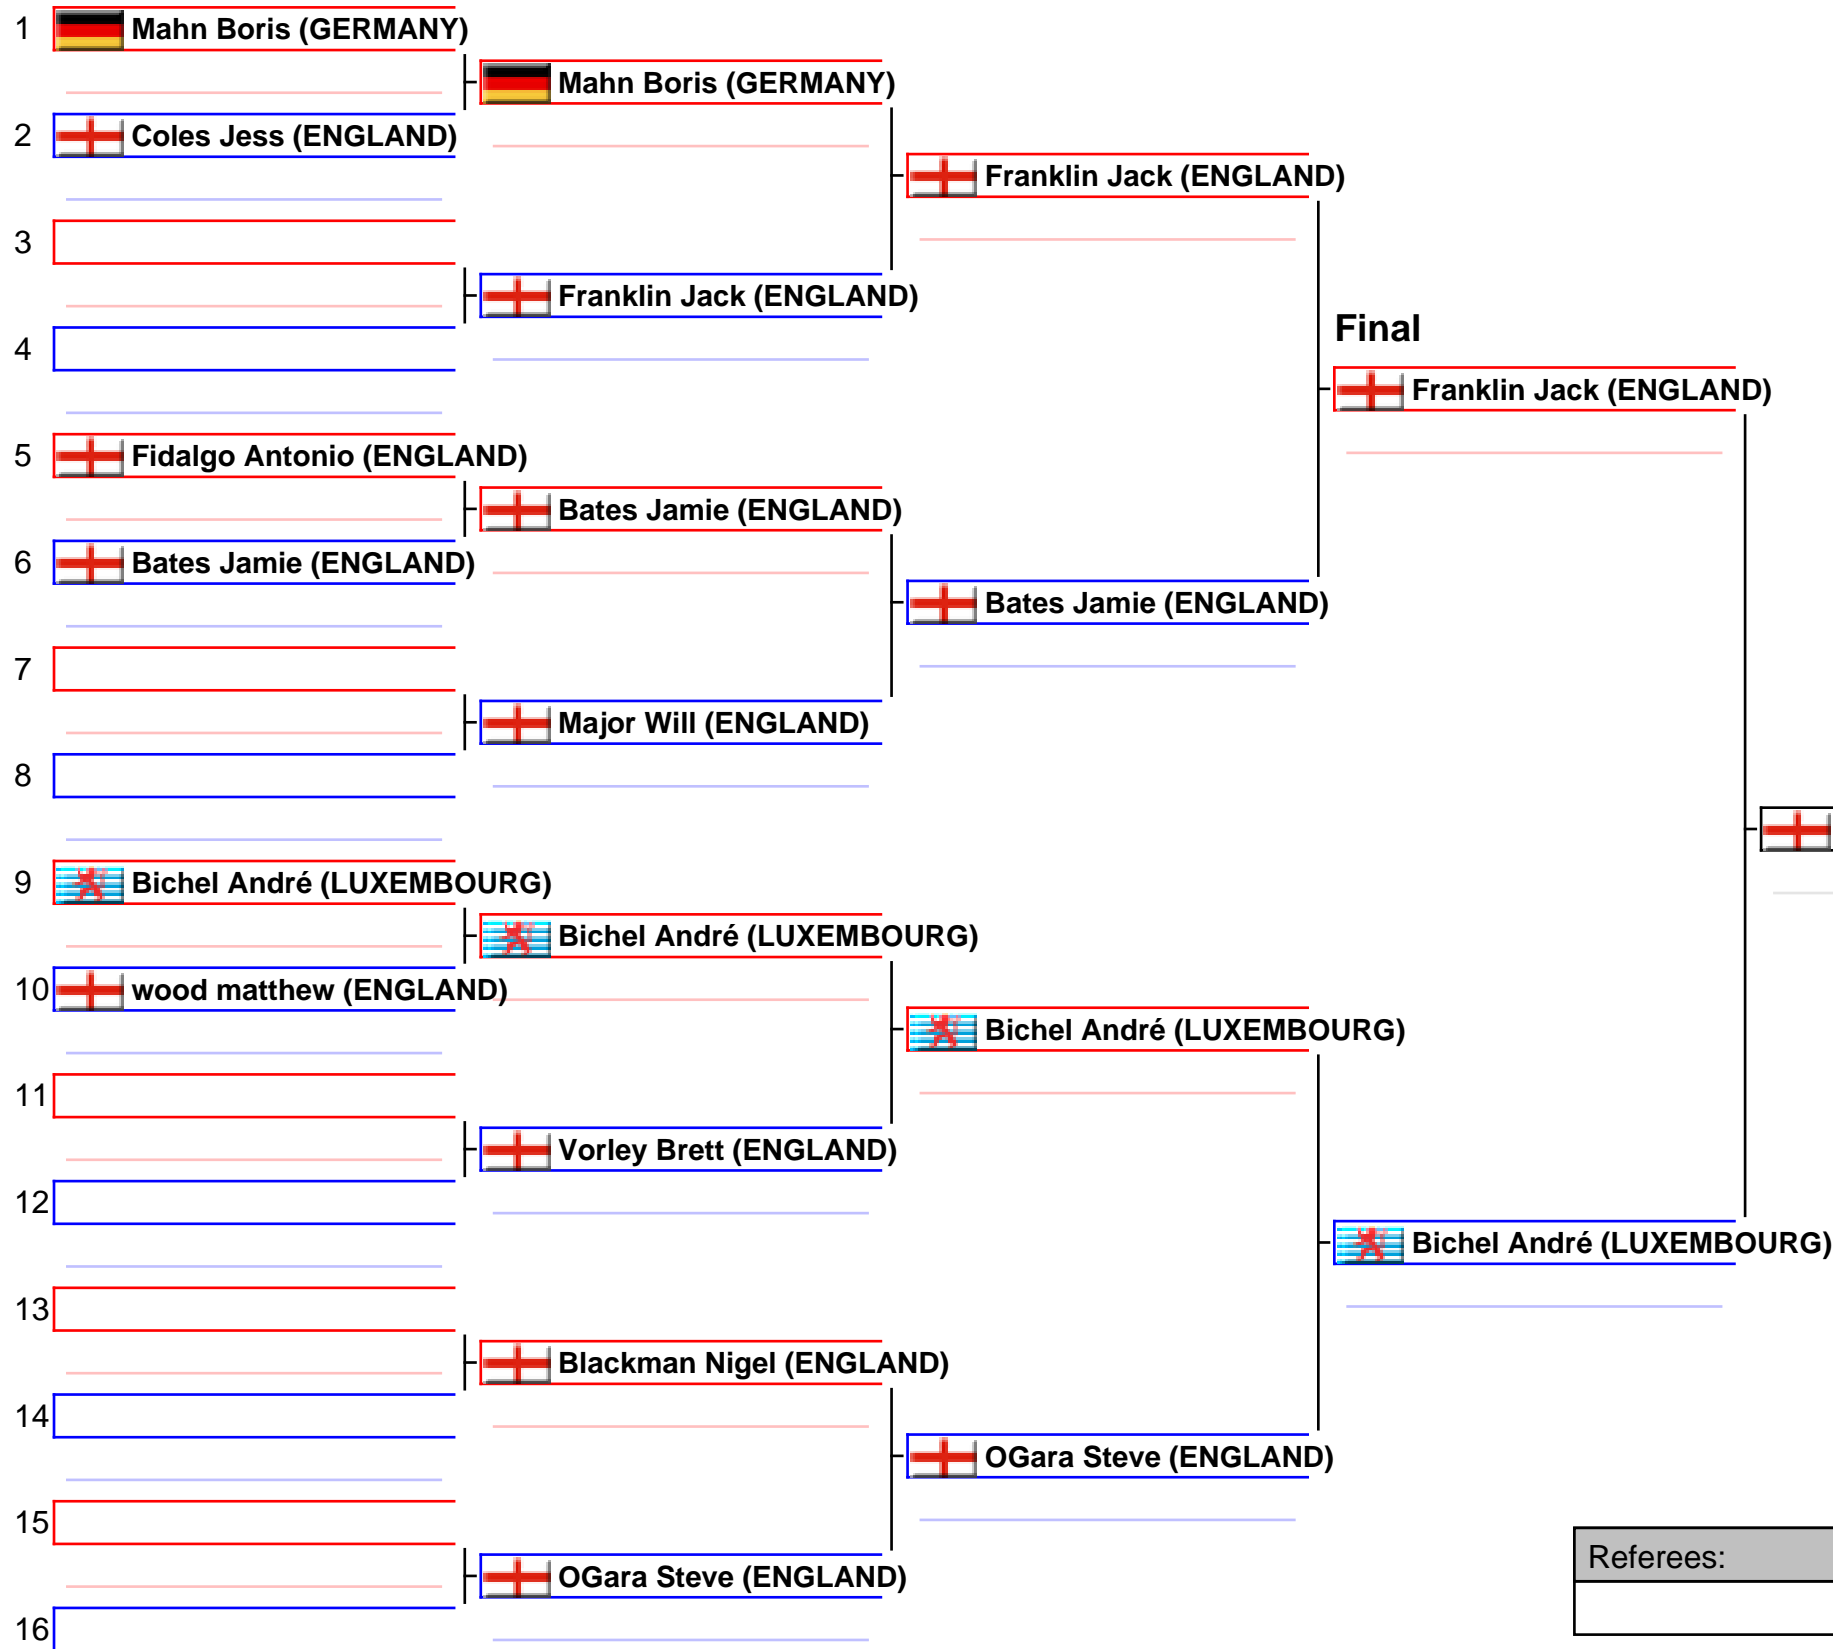 1 Mahn Boris (GERMANY)
Mahn Boris (GERMANY)
2 Coles Jess (ENGLAND)
Franklin Jack (ENGLAND)
3
Franklin Jack (ENGLAND)
Final
4
Franklin Jack (ENGLAND)
5 Fidalgo Antonio (ENGLAND)
Bates Jamie (ENGLAND)
6 Bates Jamie (ENGLAND)
Bates Jamie (ENGLAND)
7
Major Will (ENGLAND)
8
9 Bichel André (LUXEMBOURG)
Bichel André (LUXEMBOURG)
10 wood matthew (ENGLAND)
Bichel André (LUXEMBOURG)
11
Vorley Brett (ENGLAND)
12
Bichel André (LUXEMBOURG)
13
Blackman Nigel (ENGLAND)
14
OGara Steve (ENGLAND)
15
Referees:
OGara Steve (ENGLAND)
16